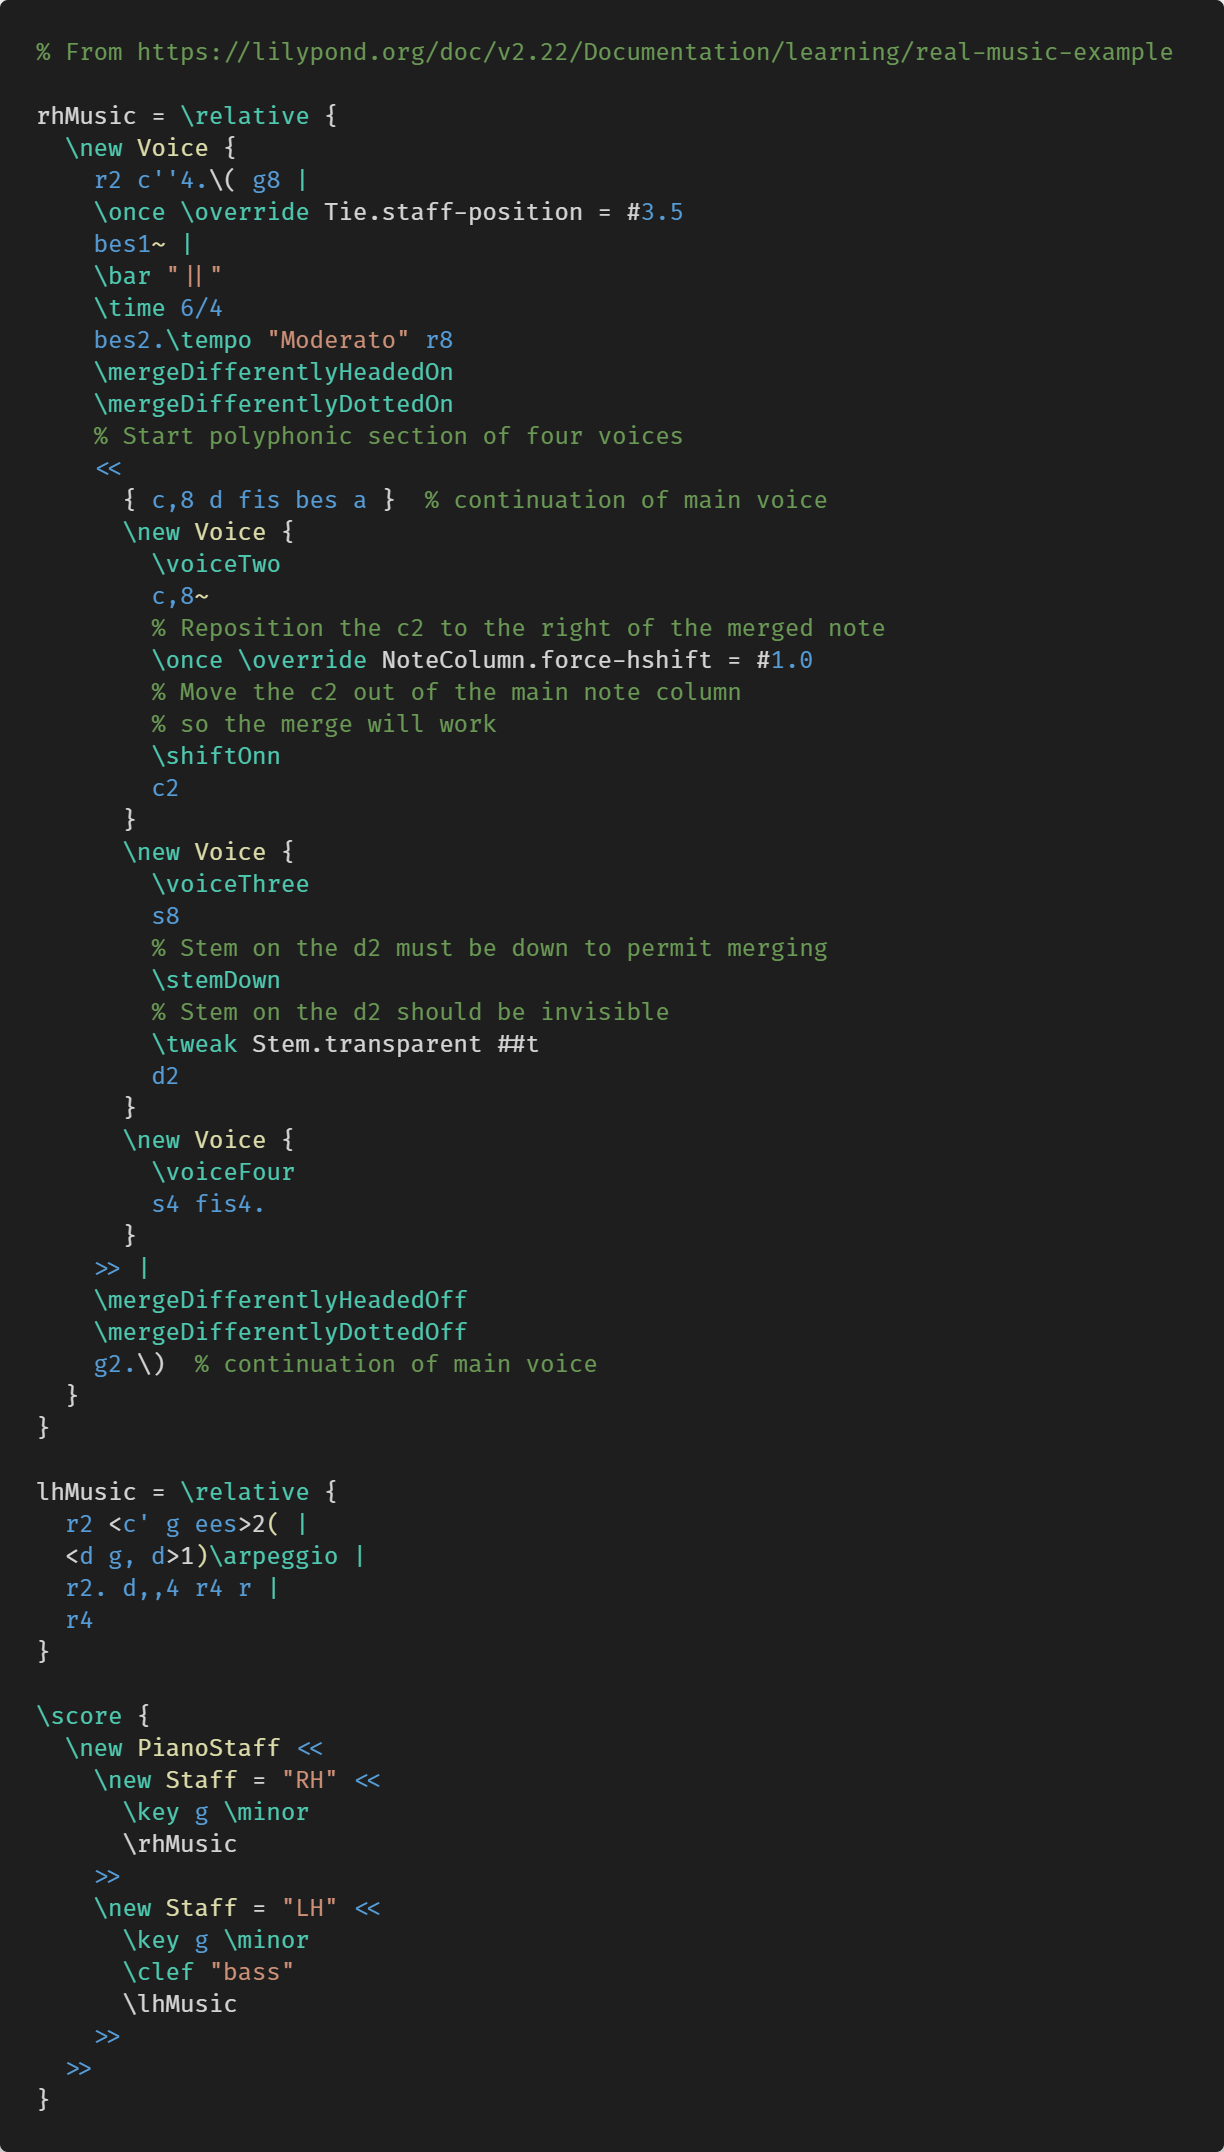 % From https://lilypond.org/doc/v2.22/Documentation/learning/real-music-example

rhMusic = \relative {
  \new Voice {
    r2 c''4.\( g8 |
    \once \override Tie.staff-position = #3.5
    bes1~ |
    \bar "||"
    \time 6/4
    bes2.\tempo "Moderato" r8
    \mergeDifferentlyHeadedOn
    \mergeDifferentlyDottedOn
    % Start polyphonic section of four voices
    <<
      { c,8 d fis bes a }  % continuation of main voice
      \new Voice {
        \voiceTwo
        c,8~
        % Reposition the c2 to the right of the merged note
        \once \override NoteColumn.force-hshift = #1.0
        % Move the c2 out of the main note column
        % so the merge will work
        \shiftOnn
        c2
      }
      \new Voice {
        \voiceThree
        s8
        % Stem on the d2 must be down to permit merging
        \stemDown
        % Stem on the d2 should be invisible
        \tweak Stem.transparent ##t
        d2
      }
      \new Voice {
        \voiceFour
        s4 fis4.
      }
    >> |
    \mergeDifferentlyHeadedOff
    \mergeDifferentlyDottedOff
    g2.\)  % continuation of main voice
  }
}

lhMusic = \relative {
  r2 <c' g ees>2( |
  <d g, d>1)\arpeggio |
  r2. d,,4 r4 r |
  r4
}

\score {
  \new PianoStaff <<
    \new Staff = "RH" <<
      \key g \minor
      \rhMusic
    >>
    \new Staff = "LH" <<
      \key g \minor
      \clef "bass"
      \lhMusic
    >>
  >>
}